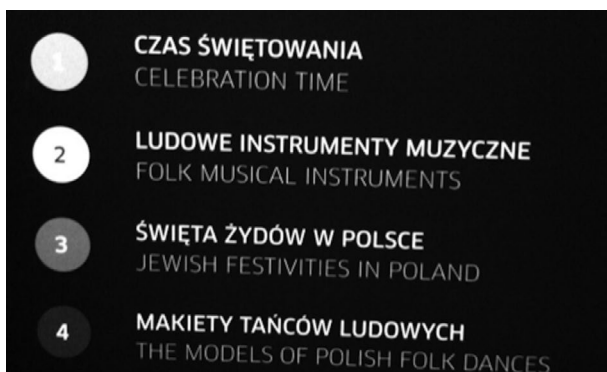 1
CZAS ŚWIĘTOWANIA
CELEBRATION TIME
2
LUDOWE INSTRUMENTY MUZYCZNE
FOLK MUSICAL INSTRUMENTS
3
ŚWIĘTA ŻYDÓW W POLSCE
JEWISH FESTIVITIES IN POLAND
4
MAKIETY TAŃCÓW LUDOWYCH
THE MODELS OF POLISH FOLK DANCES